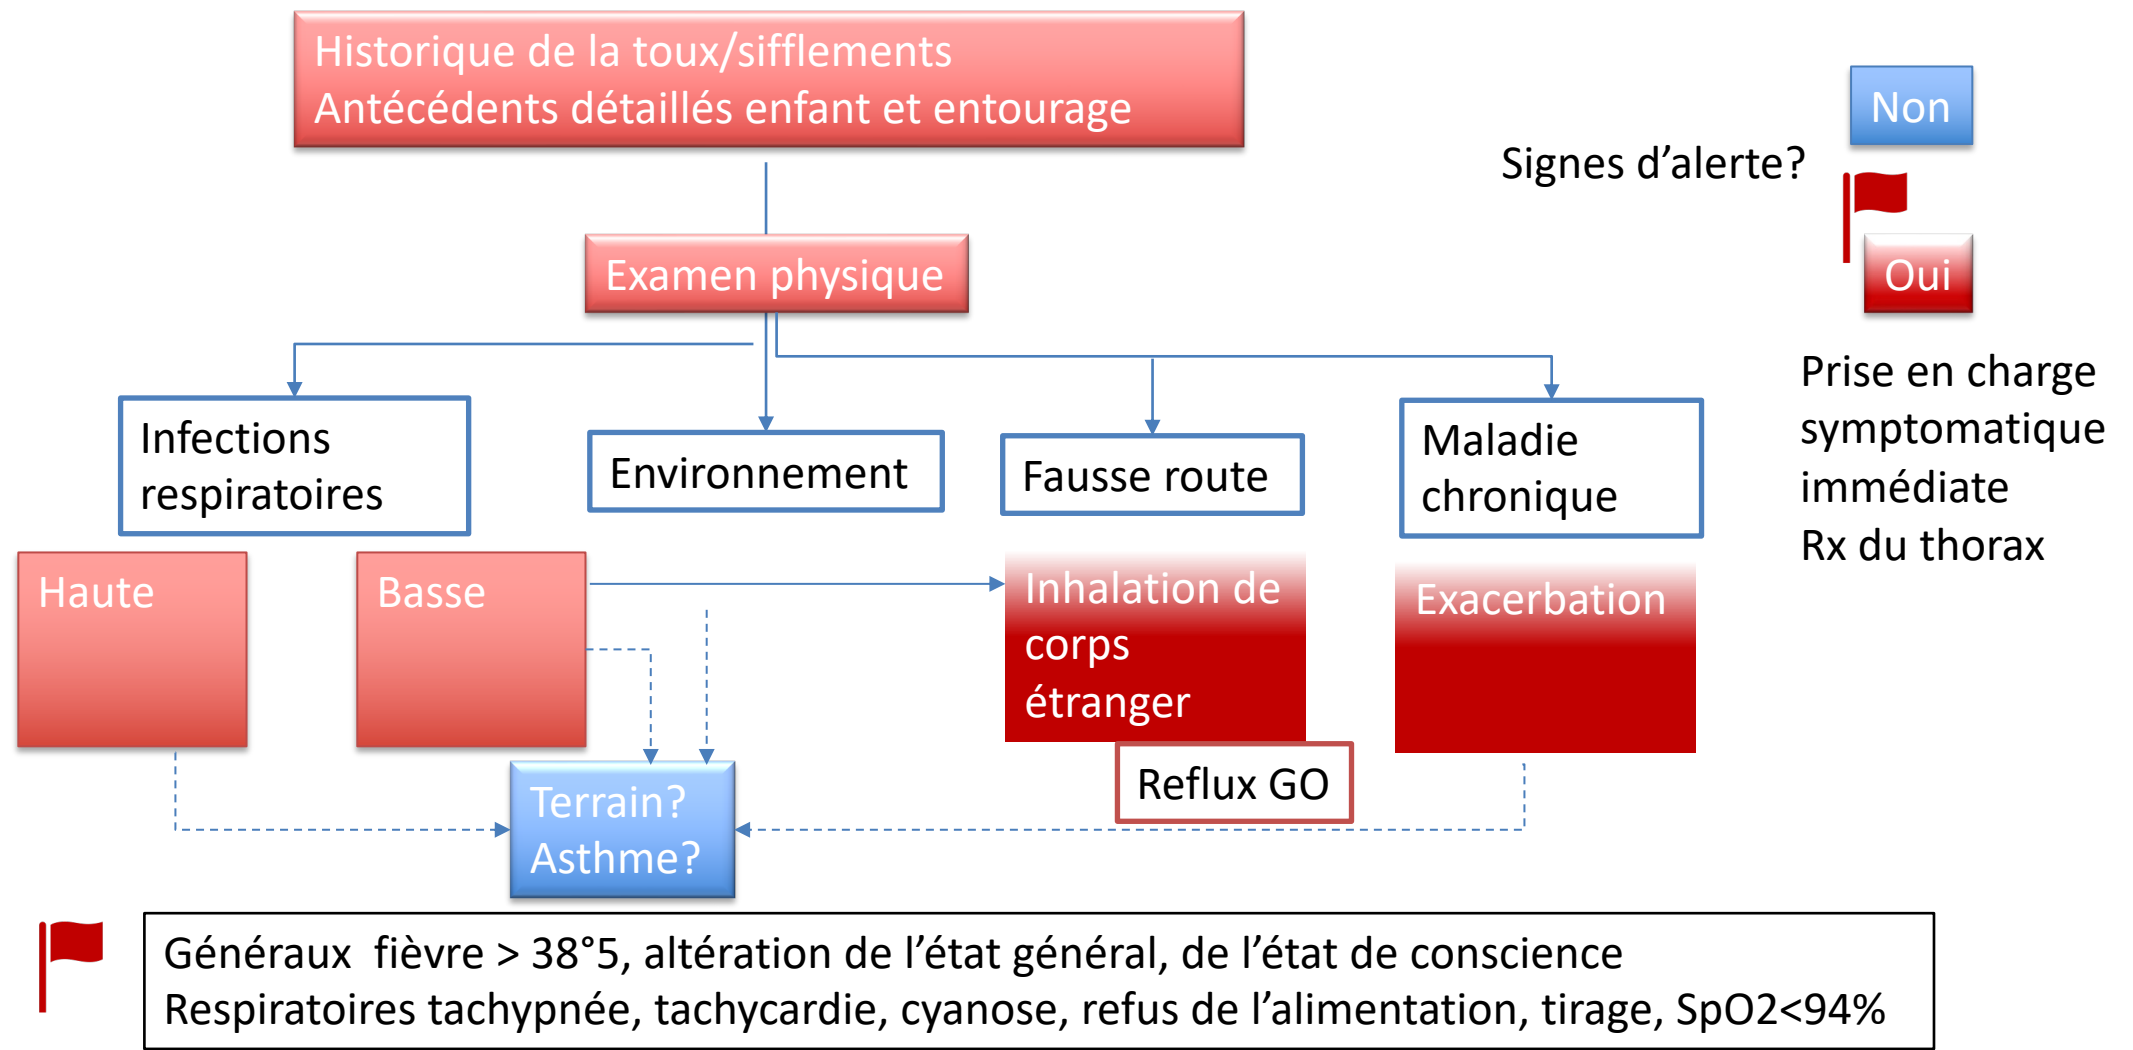 Historique de la toux/sifflements
Antécédents détaillés enfant et entourage
Non
Signes d’alerte?
Examen physique
Oui
Prise en charge
symptomatique
immédiate
Rx du thorax
Infections
respiratoires
Environnement
Fausse route
Maladie
chronique
Haute
Basse
Inhalation de
corps
étranger
Exacerbation
Reflux GO
Terrain?
Asthme?
Généraux  fièvre > 38°5, altération de l’état général, de l’état de conscience
Respiratoires tachypnée, tachycardie, cyanose, refus de l’alimentation, tirage, SpO2<94%